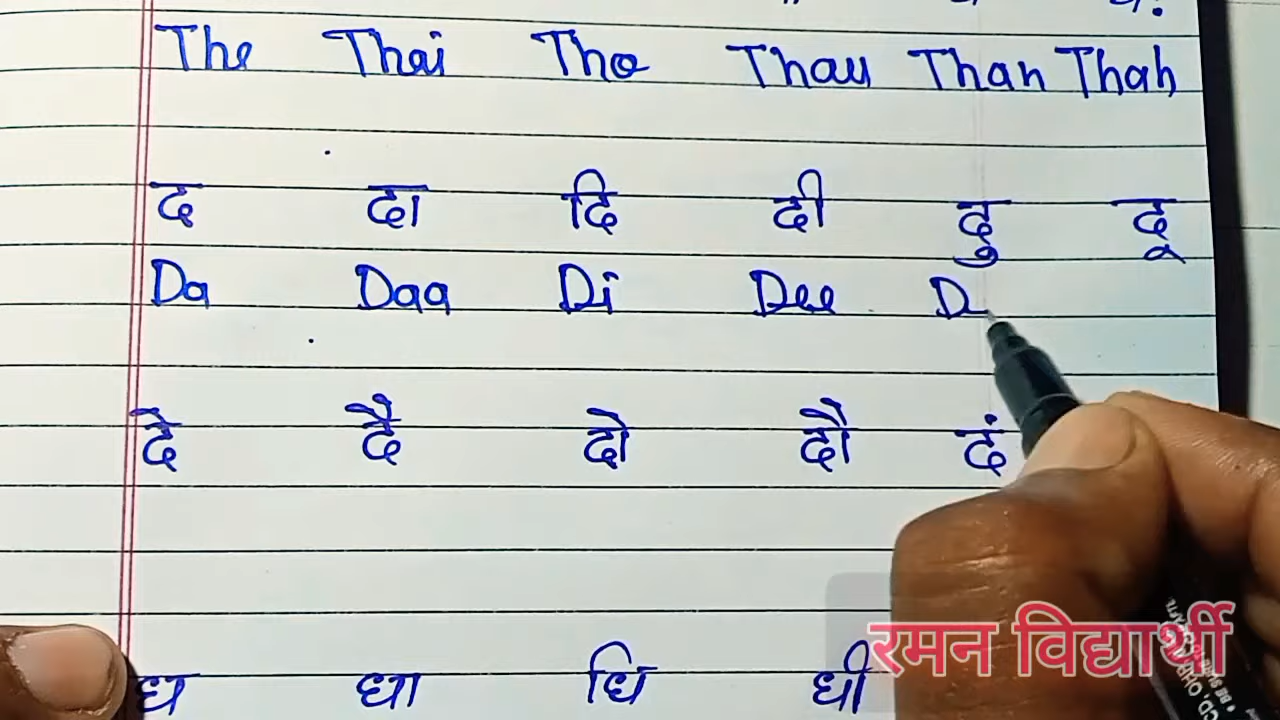 The Thai Tho Thau Than Thah
द दा दि दी दु दू
Da Daa Di Dee D
दे दै दो दौ दं
ध धा धि धी
रमन विद्यार्थी